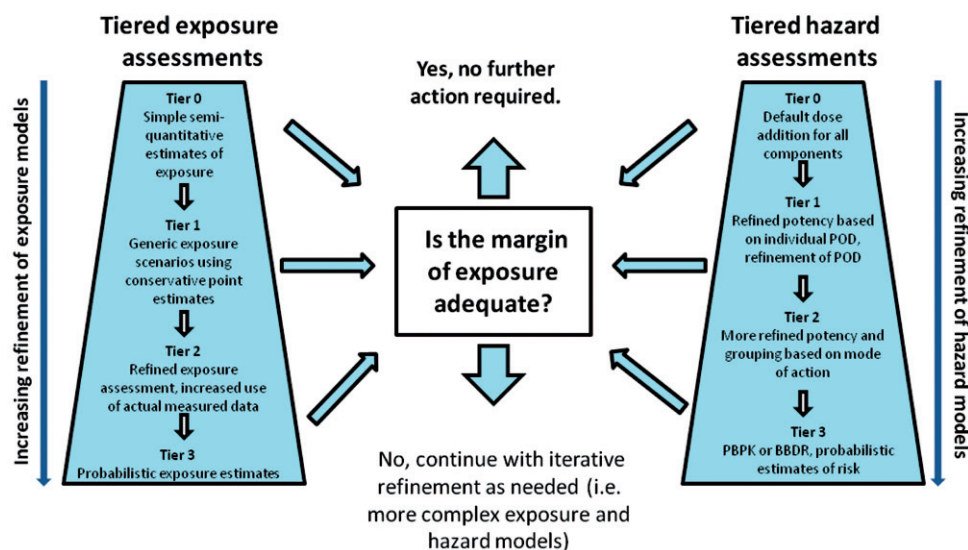 Tiered exposure
assessments
Increasing refinement of exposure models
Tier 0
Simple semi-
quantitative
estimates of
exposure
Tier 1
Generic exposure
scenarios using
conservative point
estimates
Tier 2
Refined exposure
assessment, increased use
of actual measured data
Tier 3
Probabilistic exposure estimates
Yes, no further
action required.
Is the margin
of exposure
adequate?
No, continue with iterative
refinement as needed (i.e.
more complex exposure and
hazard models)
Tiered hazard
assessments
Tier 0
Default dose
addition for all
components
Tier 1
Refined potency based
on individual POD,
refinement of POD
Tier 2
More refined potency and
grouping based on mode
of action
Tier 3
PBPK or BBDR, probabilistic
estimates of risk
Increasing refinement of hazard models